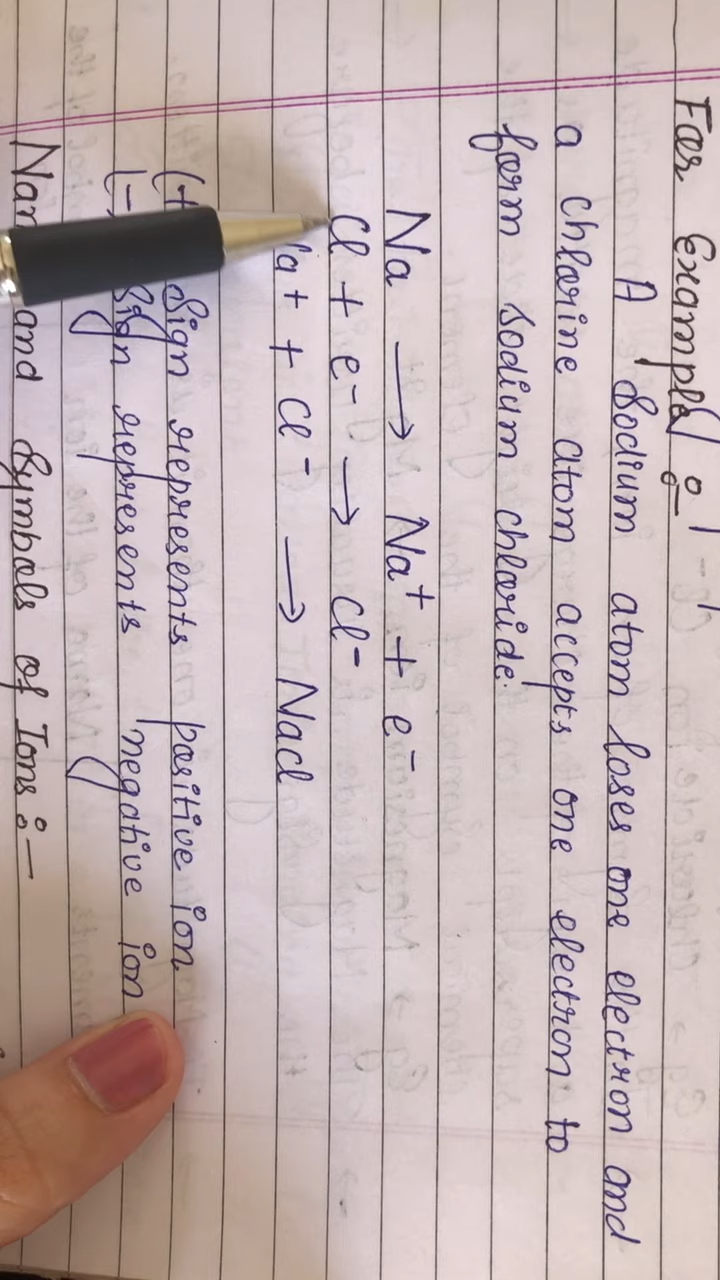 For Example :-
A Sodium atom loses one electron and
a chlorine atom accepts one electron to
form sodium chloride.
Na ⟶ Na⁺ + e⁻
Cl + e⁻ ⟶ Cl⁻
+ Cl⁻ ⟶ Nacl
Sign represents positive ion
represents negative ion
and Symbols of Ions :-